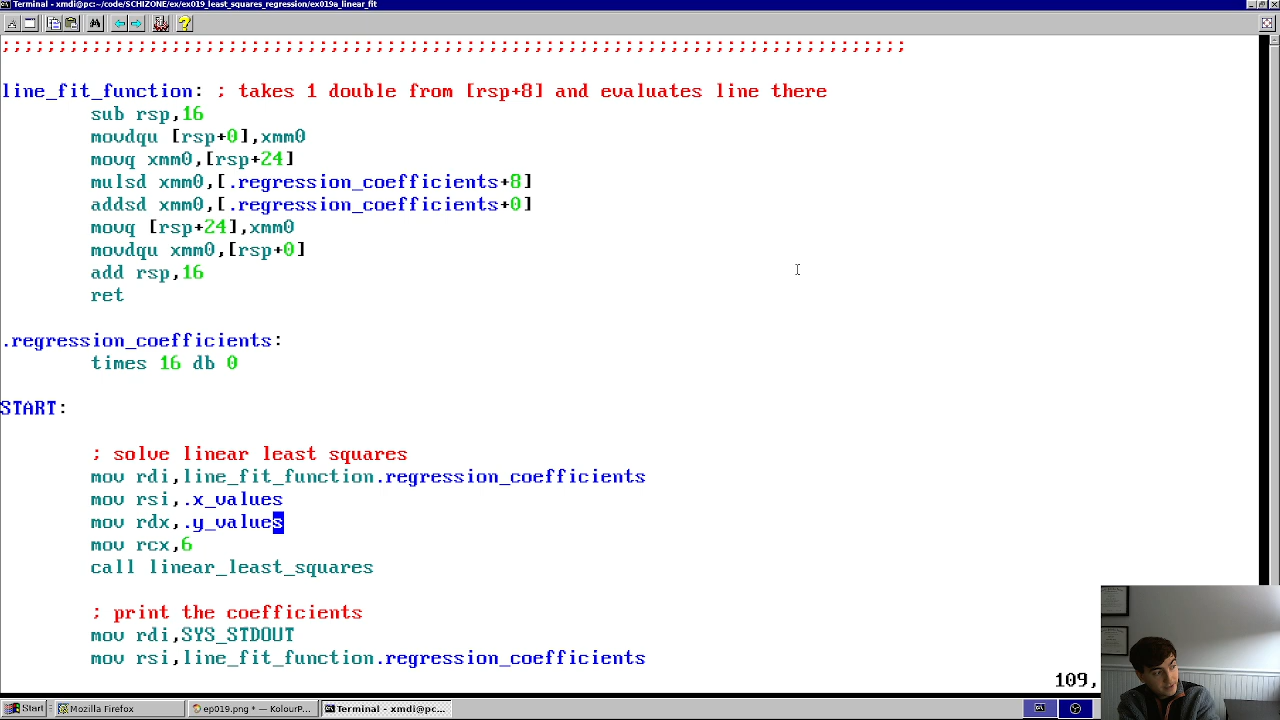 Terminal - xmdi@pc:~/code/SCHIZONE/ex/ex019_least_squares_regression/ex019a_linear_fit
;;;;;;;;;;;;;;;;;;;;;;;;;;;;;;;;;;;;;;;;;;;;;;;;;;;;;;;;;;;;;;;;;;;;;;;;;;;;;;;;
line_fit_function: ; takes 1 double from [rsp+8] and evaluates line there
sub rsp,16
movdqu [rsp+0],xmm0
movq xmm0,[rsp+24]
mulsd xmm0,[.regression_coefficients+8]
addsd xmm0,[.regression_coefficients+0]
movq [rsp+24],xmm0
movdqu xmm0,[rsp+0]
add rsp,16
ret
.regression_coefficients:
times 16 db 0
START:
; solve linear least squares
mov rdi,line_fit_function.regression_coefficients
mov rsi,.x_values
mov rdx,.y_values
mov rcx,6
call linear_least_squares
; print the coefficients
mov rdi,SYS_STDOUT
mov rsi,line_fit_function.regression_coefficients
109,
Start Mozilla Firefox ep019.png * — KolourP... Terminal - xmdi@pc...